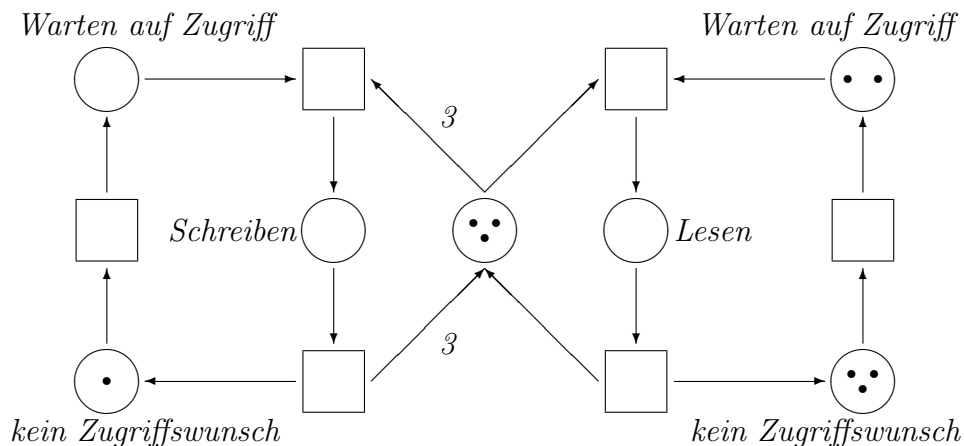 Warten auf Zugriff
Warten auf Zugriff
3
Schreiben
Lesen
3
kein Zugriffswunsch
kein Zugriffswunsch